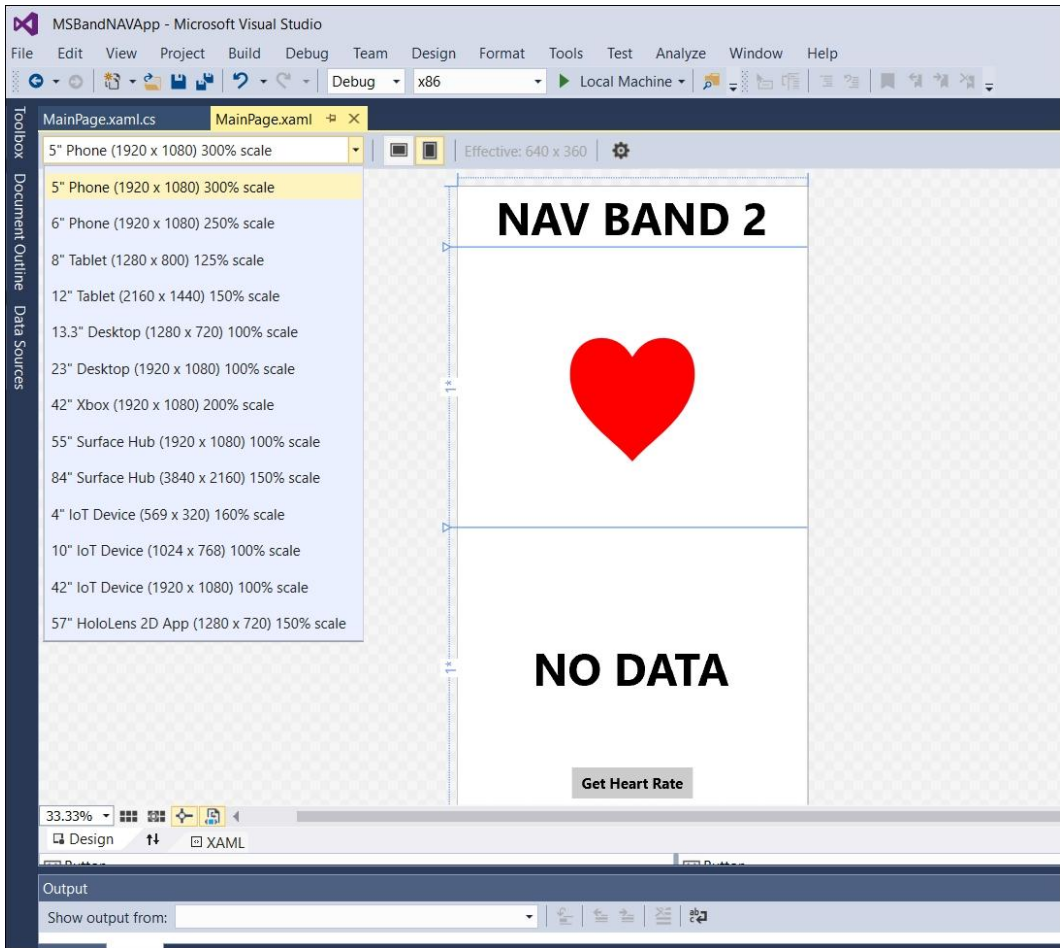 MSBandNAVApp - Microsoft Visual Studio
File Edit View Project Build Debug Team Design Format Tools Test Analyze Window Help
Debug x86 Local Machine
Toolbox
Document Outline
Data Sources
MainPage.xaml.cs MainPage.xaml
5" Phone (1920 x 1080) 300% scale Effective: 640 x 360
5" Phone (1920 x 1080) 300% scale
6" Phone (1920 x 1080) 250% scale
8" Tablet (1280 x 800) 125% scale
12" Tablet (2160 x 1440) 150% scale
13.3" Desktop (1280 x 720) 100% scale
23" Desktop (1920 x 1080) 100% scale
42" Xbox (1920 x 1080) 200% scale
55" Surface Hub (1920 x 1080) 100% scale
84" Surface Hub (3840 x 2160) 150% scale
4" IoT Device (569 x 320) 160% scale
10" IoT Device (1024 x 768) 100% scale
42" IoT Device (1920 x 1080) 100% scale
57" HoloLens 2D App (1280 x 720) 150% scale
NAV BAND 2
1*
1*
NO DATA
Get Heart Rate
33.33%
Design XAML
Button Button
Output
Show output from: